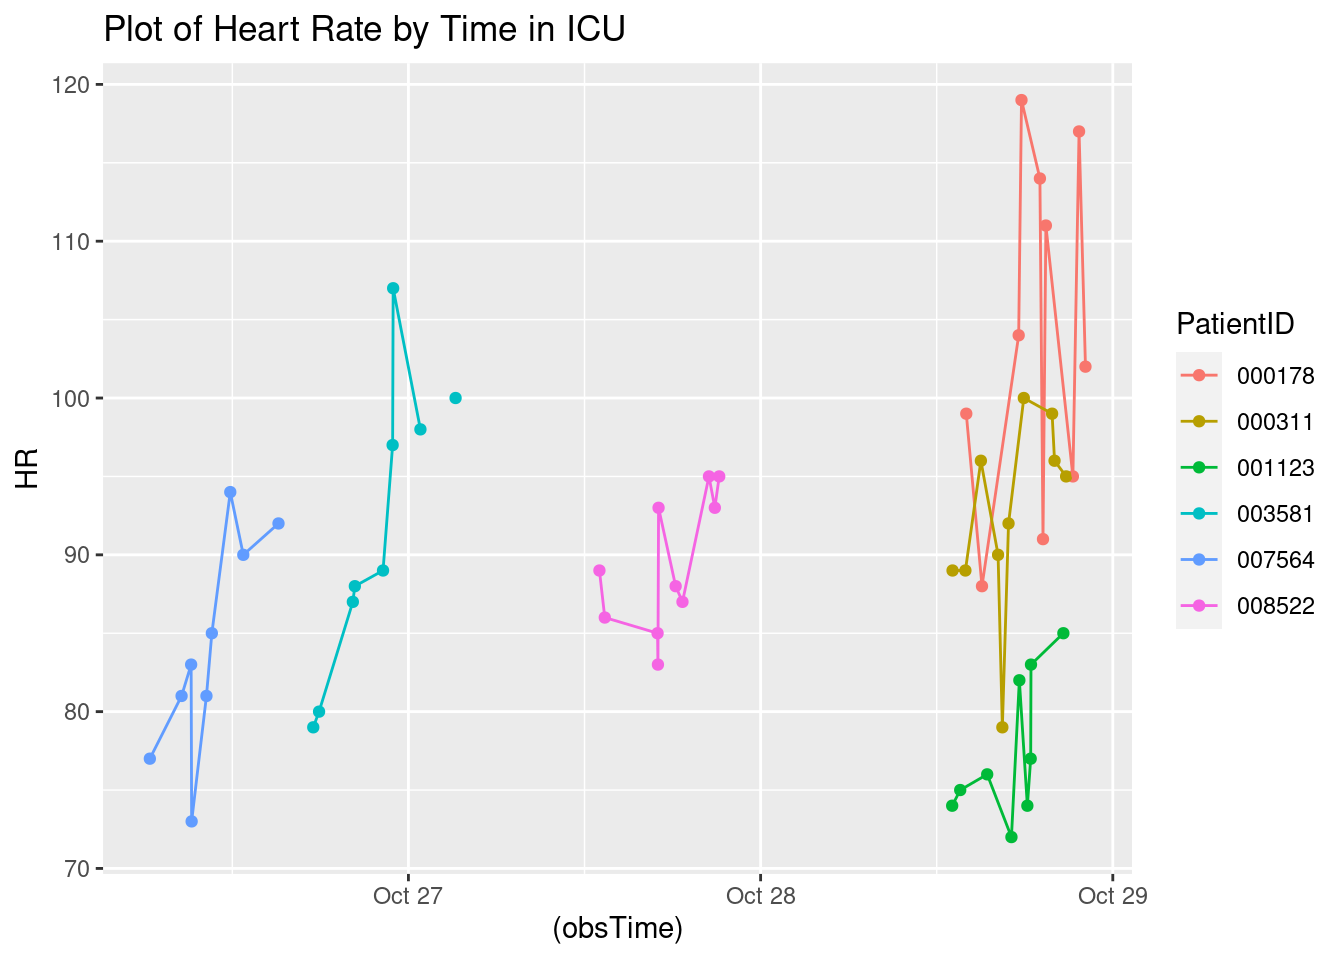 Plot of Heart Rate by Time in ICU
120
110
100
90
80
70
HR
Oct 27
Oct 28
Oct 29
(obsTime)
PatientID
000178
000311
001123
003581
007564
008522